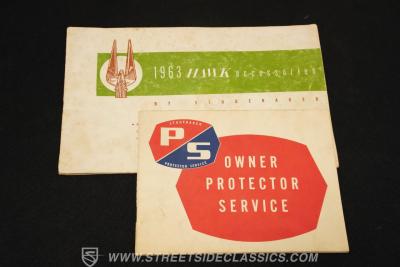 1963 HAWK accessories
BY STUDEBAKER
STUDEBAKER
PS
PROTECTOR SERVICE
OWNER
PROTECTOR
SERVICE
WWW.STREETSIDECLASSICS.COM